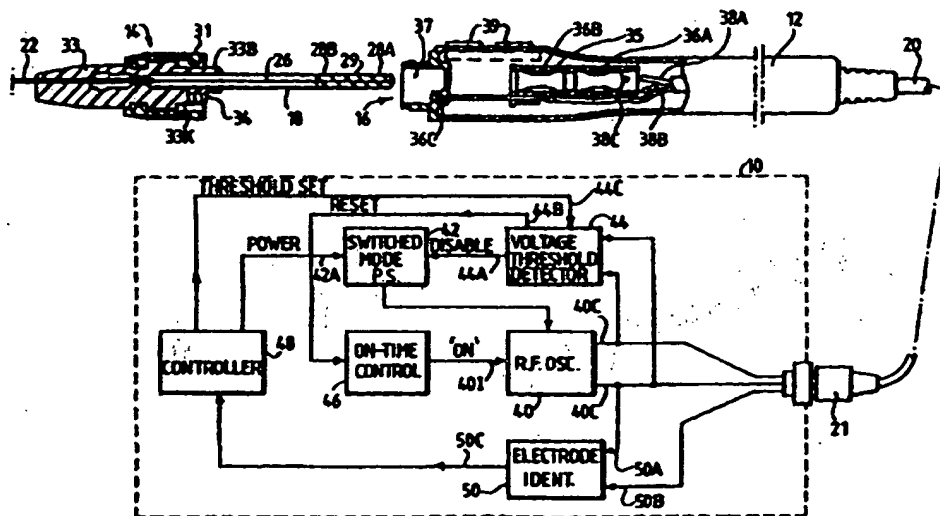 22 33 14 31 33B 26 28B 29 28A 37 39 36B 35 36A 38A 12 20
18 34 33K 16 36C 38C 38B
10
THRESHOLD SET
44C
RESET
44B
POWER
42
44
42A
SWITCHED
MODE
P.S.
DISABLE
44A
VOLTAGE
THRESHOLD
DETECTOR
40C
CONTROLLER
48
ON-TIME
CONTROL
46
'ON'
40I
R.F. OSC.
40
40C
21
50C
ELECTRODE
IDENT.
50
50A
50B